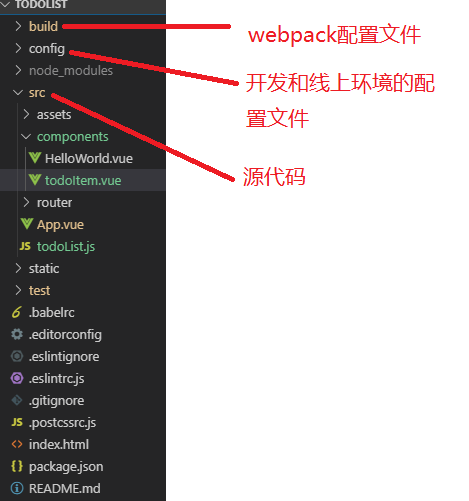 TODOLIST
build
webpack配置文件
config
开发和线上环境的配
置文件
node_modules
src
源代码
assets
components
HelloWorld.vue
todoItem.vue
router
App.vue
JS todoList.js
static
test
.babelrc
.editorconfig
.eslintignore
.eslintrc.js
.gitignore
.postcssrc.js
index.html
package.json
README.md